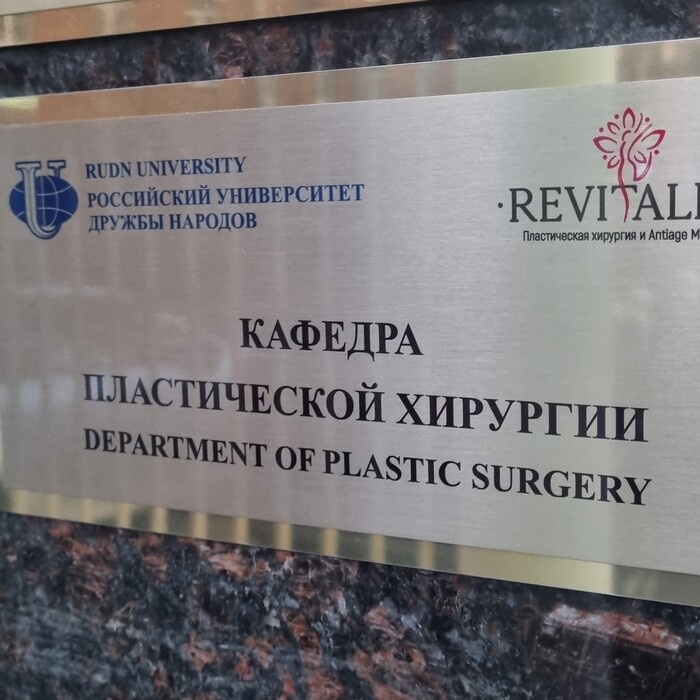 RUDN UNIVERSITY
РОССИЙСКИЙ УНИВЕРСИТЕТ
ДРУЖБЫ НАРОДОВ
Пластическая хирургия и Antiage
КАФЕДРА
ПЛАСТИЧЕСКОЙ ХИРУРГИИ
DEPARTMENT OF PLASTIC SURGERY